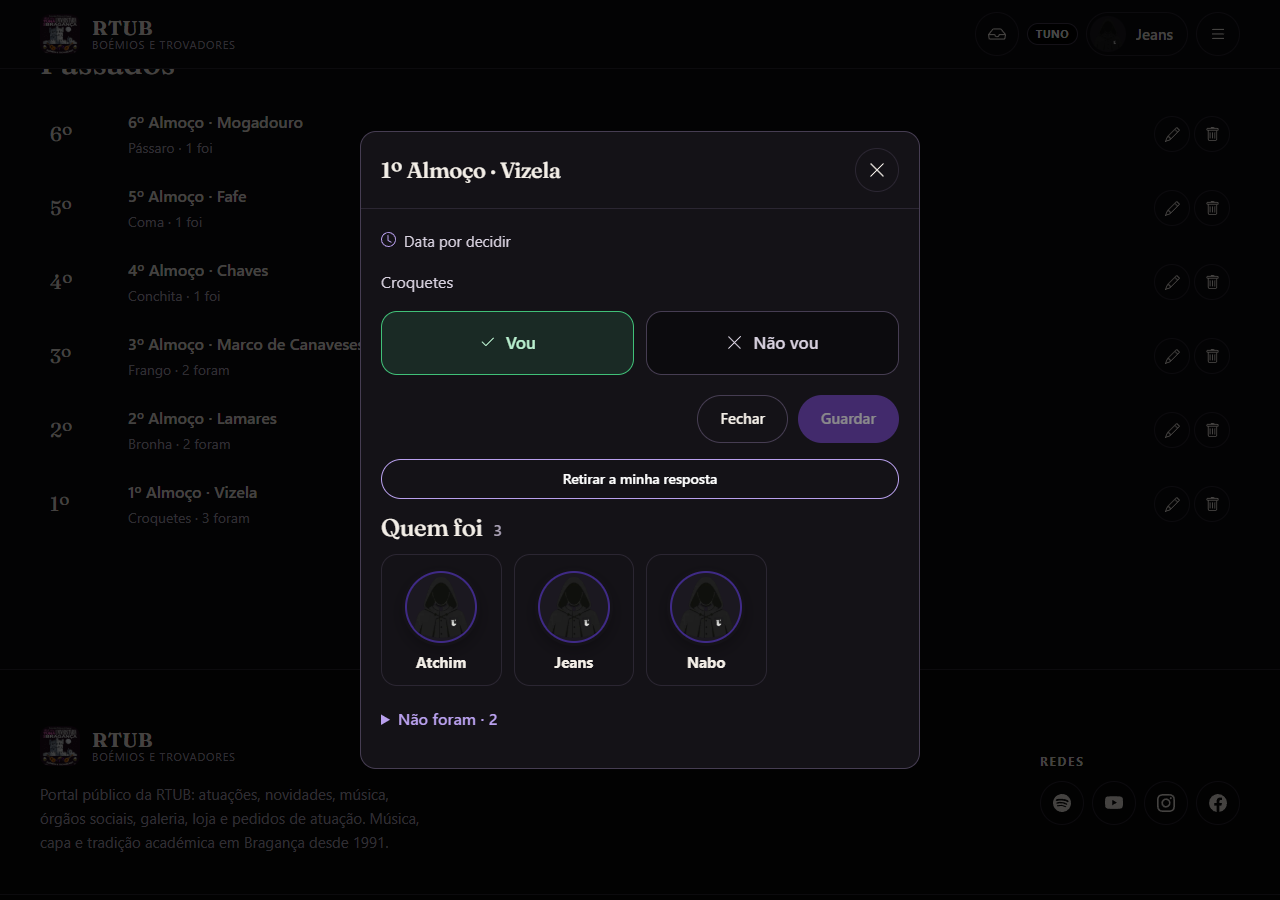 RTUB
BOÉMIOS E TROVADORES
TUNO
Jeans
Passados
6º
6º Almoço · Mogadouro
Pássaro · 1 foi
5º
5º Almoço · Fafe
Coma · 1 foi
4º
4º Almoço · Chaves
Conchita · 1 foi
3º
3º Almoço · Marco de Canaveses
Frango · 2 foram
2º
2º Almoço · Lamares
Bronha · 2 foram
1º
1º Almoço · Vizela
Croquetes · 3 foram
1º Almoço · Vizela
Data por decidir
Croquetes
Vou
Não vou
Fechar
Guardar
Retirar a minha resposta
Quem foi 3
Atchim
Jeans
Nabo
Não foram · 2
RTUB
BOÉMIOS E TROVADORES
Portal público da RTUB: atuações, novidades, música,
órgãos sociais, galeria, loja e pedidos de atuação. Música,
capa e tradição académica em Bragança desde 1991.
REDES